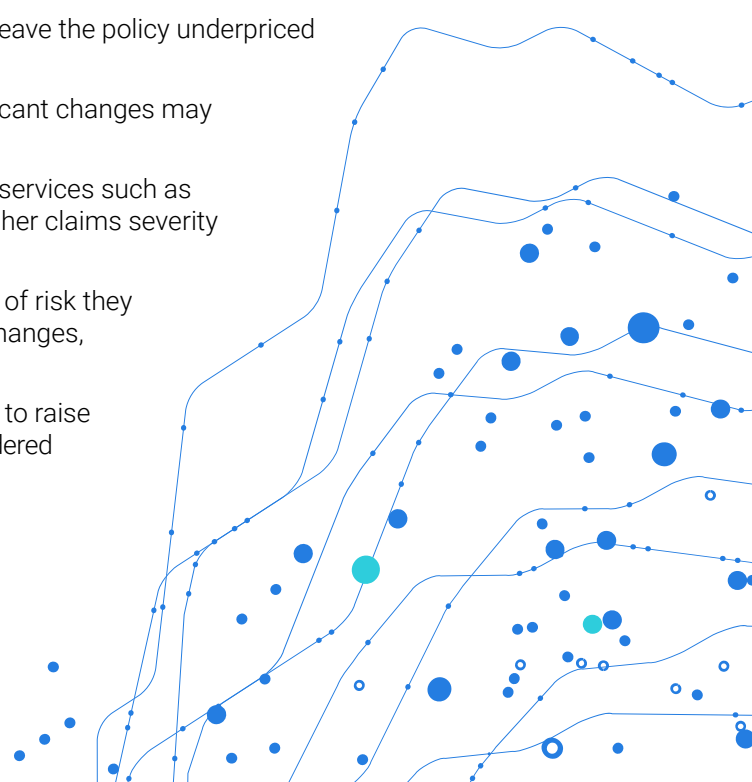 eave the policy underpriced
cant changes may
services such as
her claims severity
of risk they
hanges,
to raise
lered